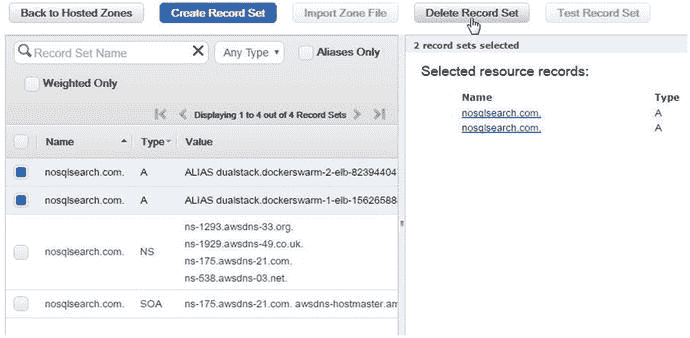 Back to Hosted Zones Create Record Set Import Zone File Delete Record Set Test Record Set
Record Set Name Any Type Aliases Only
Weighted Only
Displaying 1 to 4 out of 4 Record Sets
Name Type Value
nosqlsearch.com. A ALIAS dualstack.dockerswarm-2-elb-82394404
nosqlsearch.com. A ALIAS dualstack.dockerswarm-1-elb-15626588
nosqlsearch.com. NS
ns-1293.awsdns-33.org.
ns-1929.awsdns-49.co.uk.
ns-175.awsdns-21.com.
ns-538.awsdns-03.net.
nosqlsearch.com. SOA ns-175.awsdns-21.com. awsdns-hostmaster.am
2 record sets selected
Selected resource records:
Name Type
nosqlsearch.com. A
nosqlsearch.com. A